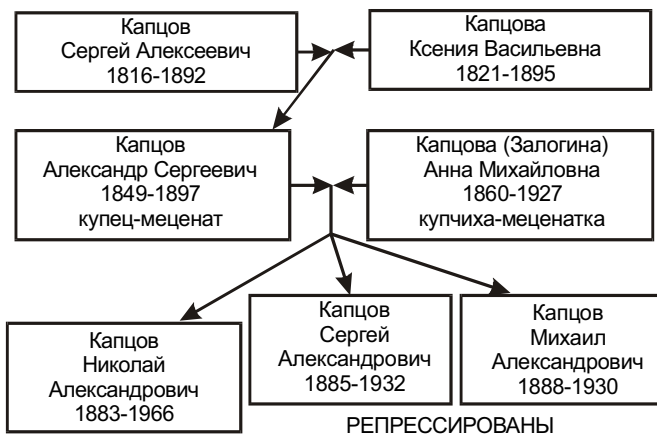 Капцов
Сергей Алексеевич
1816-1892
Капцова
Ксения Васильевна
1821-1895
Капцов
Александр Сергеевич
1849-1897
купец-меценат
Капцова (Залогина)
Анна Михайловна
1860-1927
купчиха-меценатка
Капцов
Николай
Александрович
1883-1966
Капцов
Сергей
Александрович
1885-1932
Капцов
Михаил
Александрович
1888-1930
РЕПРЕССИРОВАНЫ